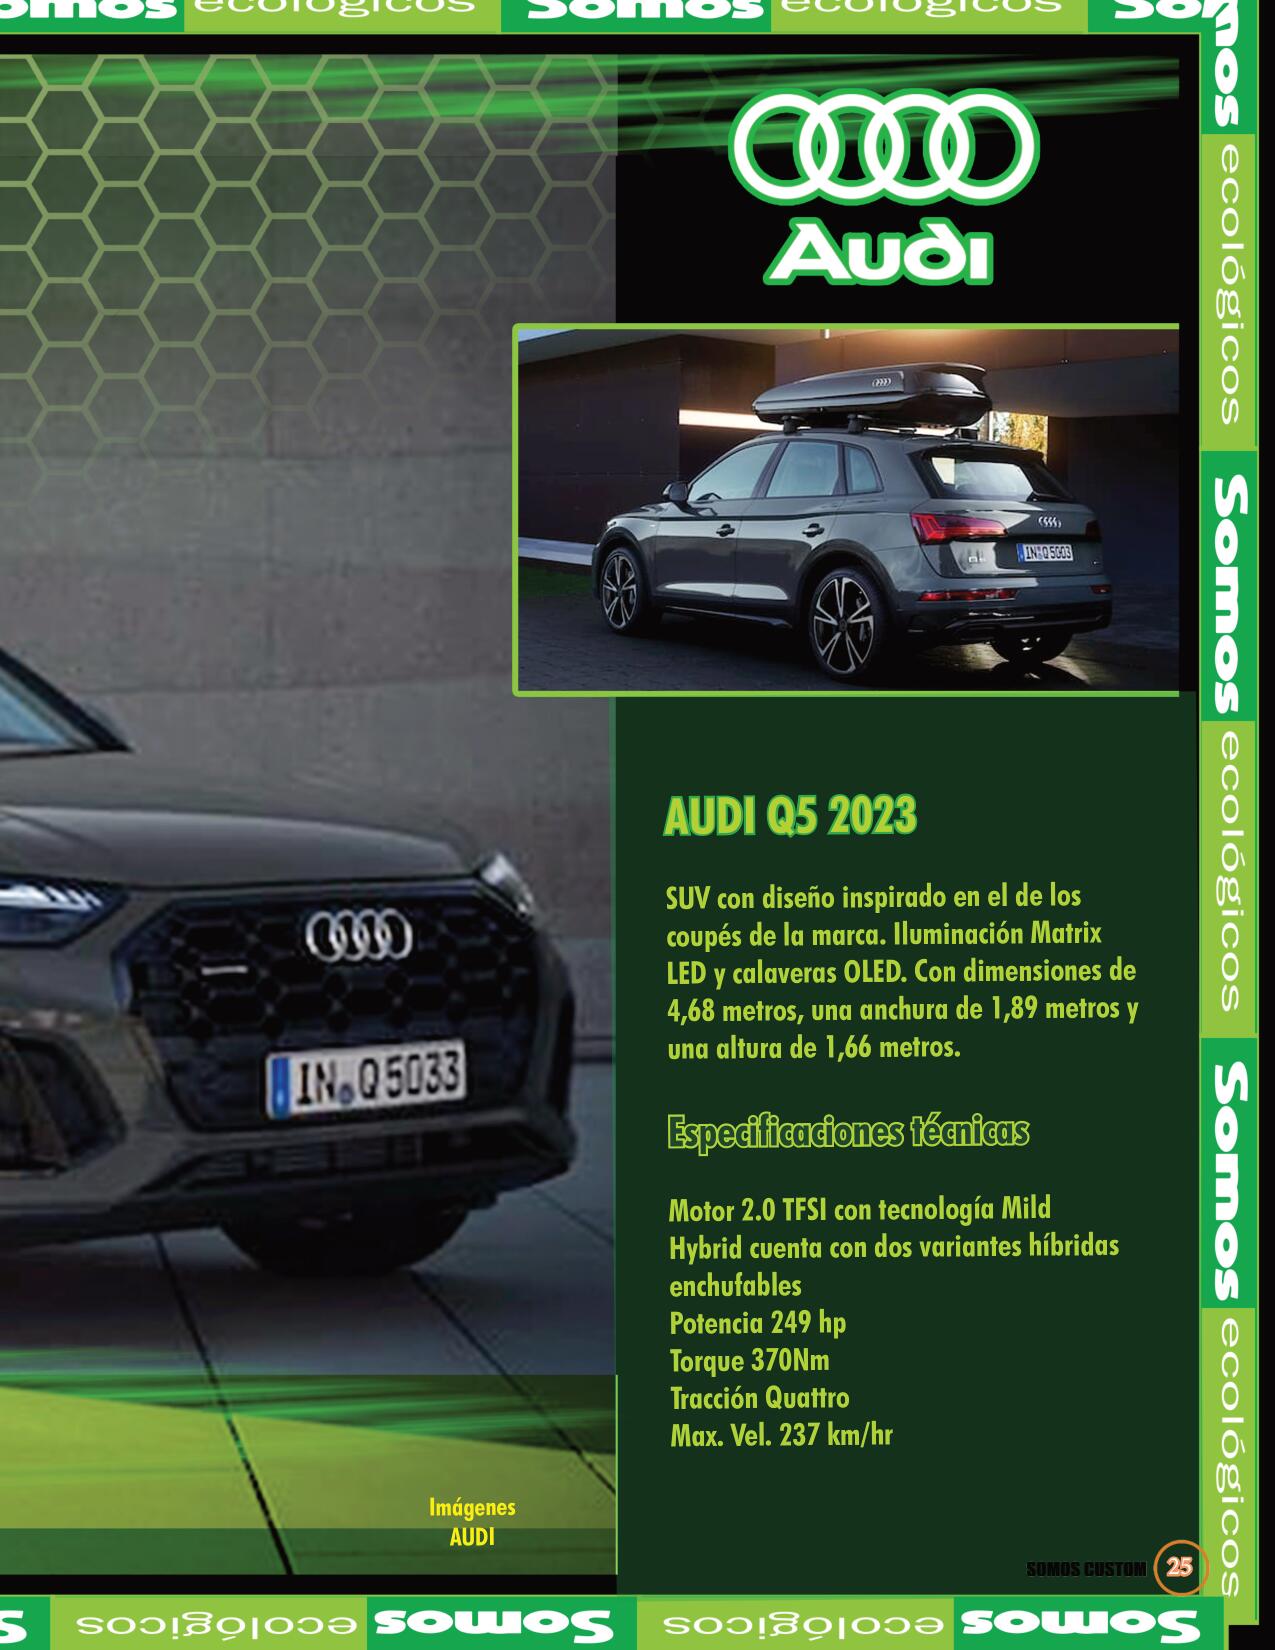 Somos ecológicos Somos ecológicos Som
Audi
IN Q 5003
AUDI Q5 2023
SUV con diseño inspirado en el de los
coupés de la marca. Iluminación Matrix
LED y calaveras OLED. Con dimensiones de
4,68 metros, una anchura de 1,89 metros y
una altura de 1,66 metros.
IN Q 5033
Especificaciones técnicas
Motor 2.0 TFSI con tecnología Mild
Hybrid cuenta con dos variantes híbridas
enchufables
Potencia 249 hp
Torque 370Nm
Tracción Quattro
Max. Vel. 237 km/hr
Imágenes
AUDI
SOMOS CUSTOM 25
mos ecológicos Somos ecológicos Somos ecológicos
Somos ecológicos Somos ecológicos S